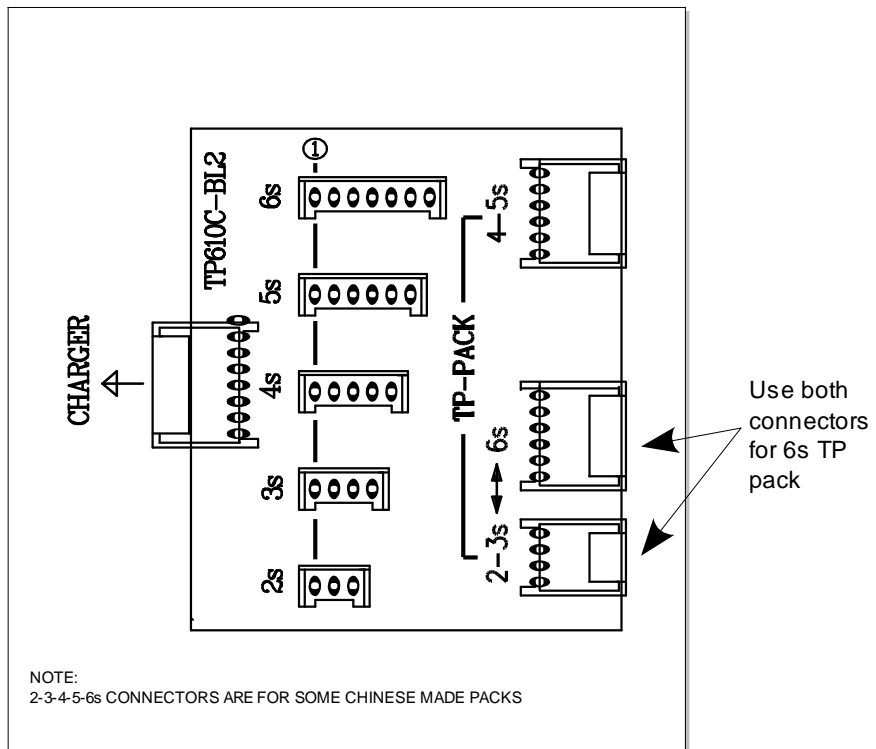 TP610C-BL2
①
6s
5s
4s
3s
2s
CHARGER
TP-PACK
4-5s
6s
2-3s
Use both
connectors
for 6s TP
pack
NOTE:
2-3-4-5-6s CONNECTORS ARE FOR SOME CHINESE MADE PACKS